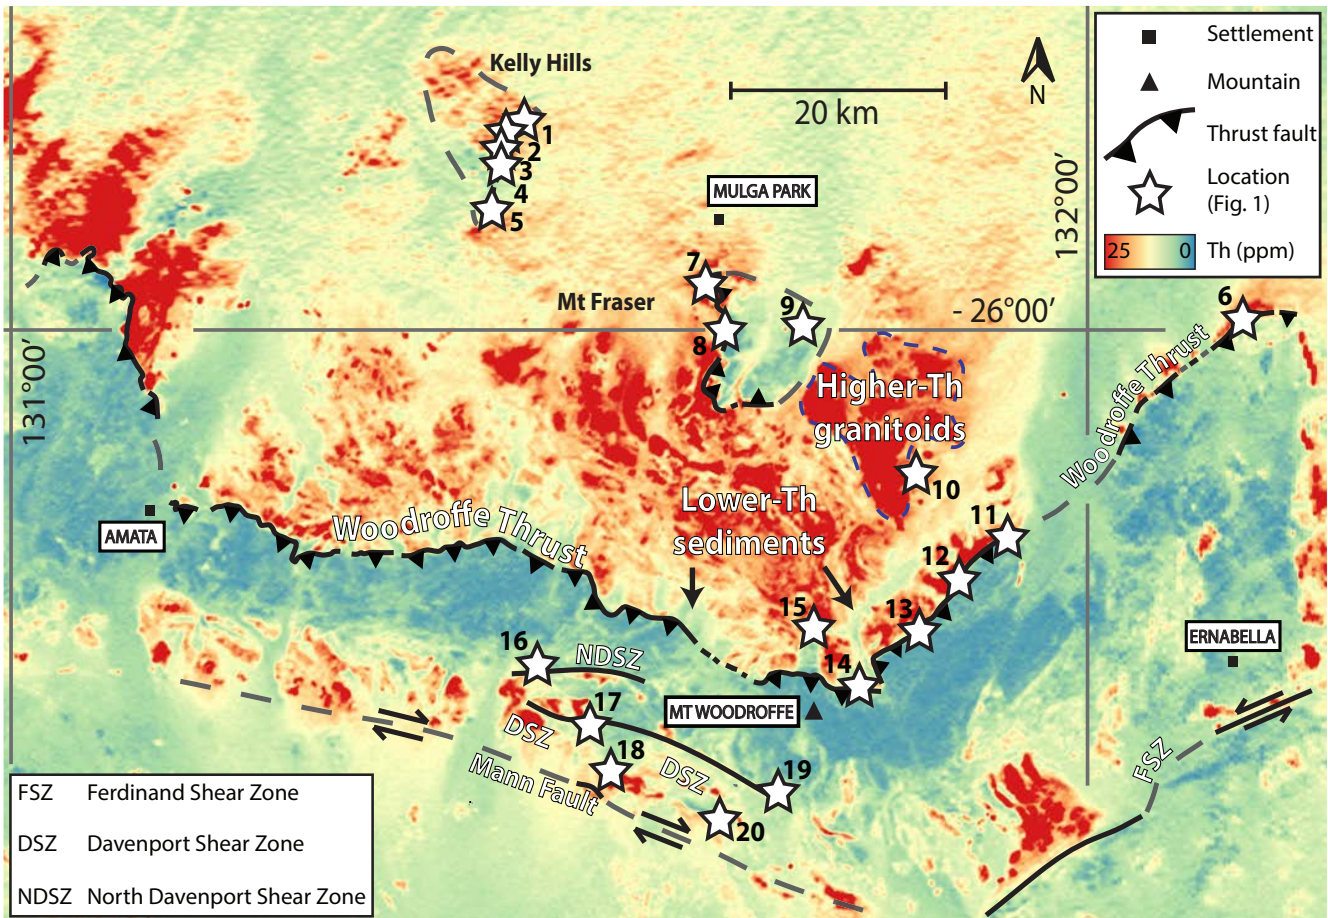 Kelly Hills
1
2
3
4
5
20 km
N
Settlement
Mountain
Thrust fault
Location
(Fig. 1)
25
0
Th (ppm)
132°00'
MULGA PARK
7
Mt Fraser
8
9
- 26°00'
6
131°00'
Higher-Th
granitoids
10
Woodroffe Thrust
Lower-Th
sediments
11
12
13
14
15
AMATA
Woodroffe Thrust
ERNABELLA
16
NDSZ
17
DSZ
18
DSZ
19
20
Mann Fault
MT WOODROFFE
FSZ
FSZ Ferdinand Shear Zone
DSZ Davenport Shear Zone
NDSZ North Davenport Shear Zone